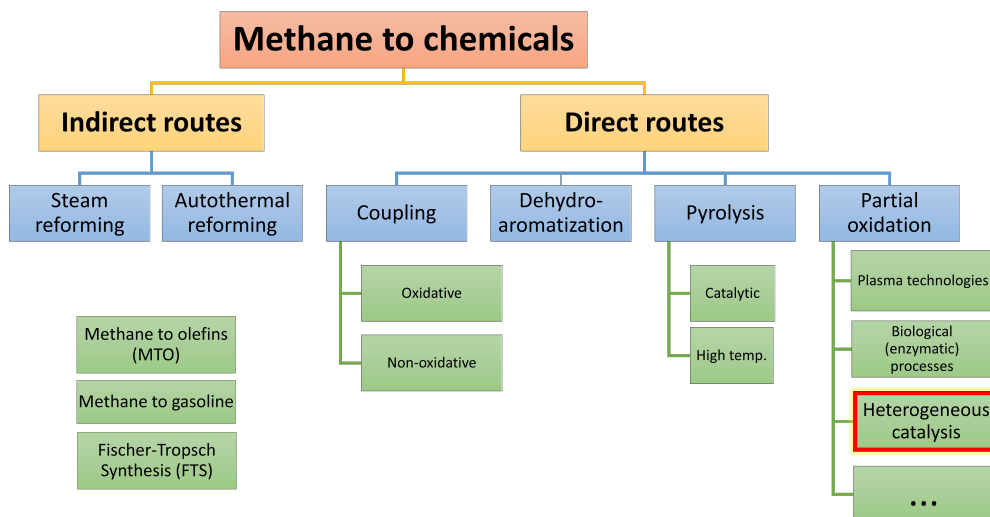 Methane to chemicals
Indirect routes
Direct routes
Steam
reforming
Autothermal
reforming
Coupling
Dehydro-
aromatization
Pyrolysis
Partial
oxidation
Oxidative
Non-oxidative
Catalytic
High temp.
Plasma technologies
Biological
(enzymatic)
processes
Heterogeneous
catalysis
...
Methane to olefins
(MTO)
Methane to gasoline
Fischer-Tropsch
Synthesis (FTS)